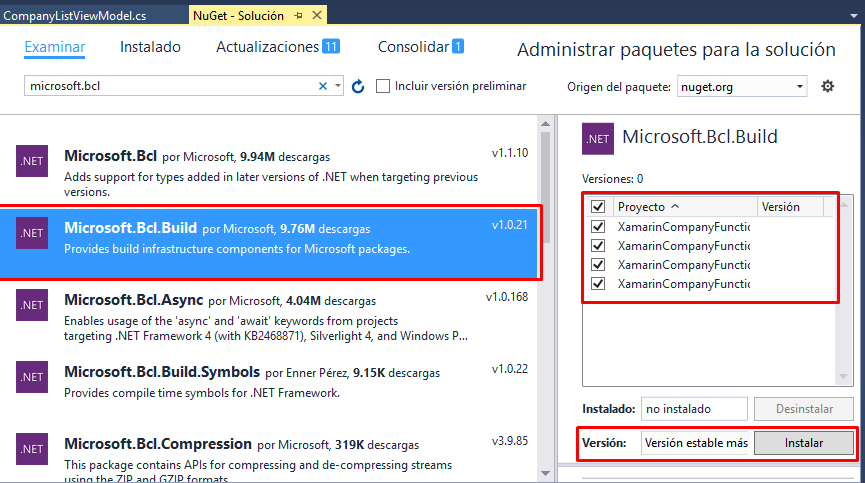 CompanyListViewModel.cs
NuGet - Solución
Examinar Instalado Actualizaciones 11 Consolidar 1
Administrar paquetes para la solución
microsoft.bcl
Incluir versión preliminar
Origen del paquete: nuget.org
.NET
Microsoft.Bcl por Microsoft, 9.94M descargas
v1.1.10
Adds support for types added in later versions of .NET when targeting previous
versions.
.NET
Microsoft.Bcl.Build por Microsoft, 9.76M descargas
v1.0.21
Provides build infrastructure components for Microsoft packages.
.NET
Microsoft.Bcl.Async por Microsoft, 4.04M descargas
v1.0.168
Enables usage of the 'async' and 'await' keywords from projects
targeting .NET Framework 4 (with KB2468871), Silverlight 4, and Windows P...
.NET
Microsoft.Bcl.Build.Symbols por Enner Pérez, 9.15K descargas
v1.0.22
Provides compile time symbols for .NET Framework.
.NET
Microsoft.Bcl.Compression por Microsoft, 319K descargas
v3.9.85
This package contains APIs for compressing and de-compressing streams
using the ZIP and GZIP formats.
.NET
Microsoft.Bcl.Build
Versiones: 0
Proyecto Versión
XamarinCompanyFunctic
XamarinCompanyFunctic
XamarinCompanyFunctic
XamarinCompanyFunctic
Instalado: no instalado Desinstalar
Versión: Versión estable más Instalar